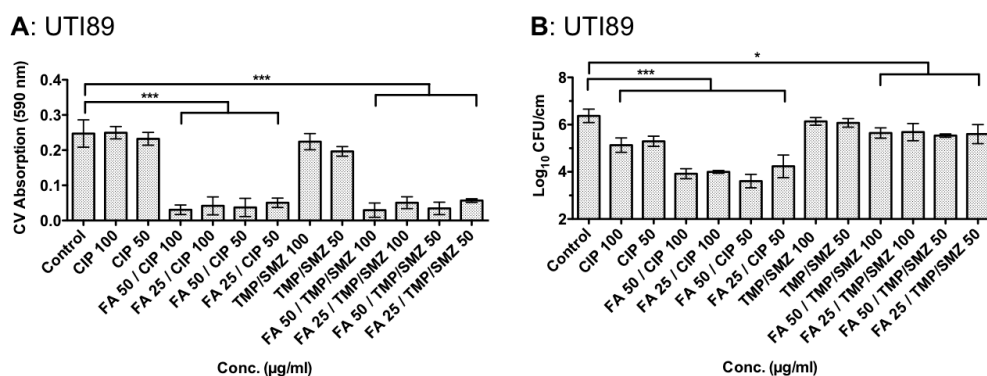 A: UTI89
CV Absorption (590 nm)
0.4
0.3
0.2
0.1
0.0
***
***
Control
CIP 100
CIP 50
FA 50 / CIP 100
FA 25 / CIP 100
FA 50 / CIP 50
FA 25 / CIP 50
TMP/SMZ 100
TMP/SMZ 50
FA 50 / TMP/SMZ 100
FA 25 / TMP/SMZ 100
FA 50 / TMP/SMZ 50
FA 25 / TMP/SMZ 50
Conc. (µg/ml)
B: UTI89
Log10 CFU/cm
8
6
4
2
*
***
Control
CIP 100
CIP 50
FA 50 / CIP 100
FA 25 / CIP 100
FA 50 / CIP 50
FA 25 / CIP 50
TMP/SMZ 100
TMP/SMZ 50
FA 50 / TMP/SMZ 100
FA 25 / TMP/SMZ 100
FA 50 / TMP/SMZ 50
FA 25 / TMP/SMZ 50
Conc. (µg/ml)